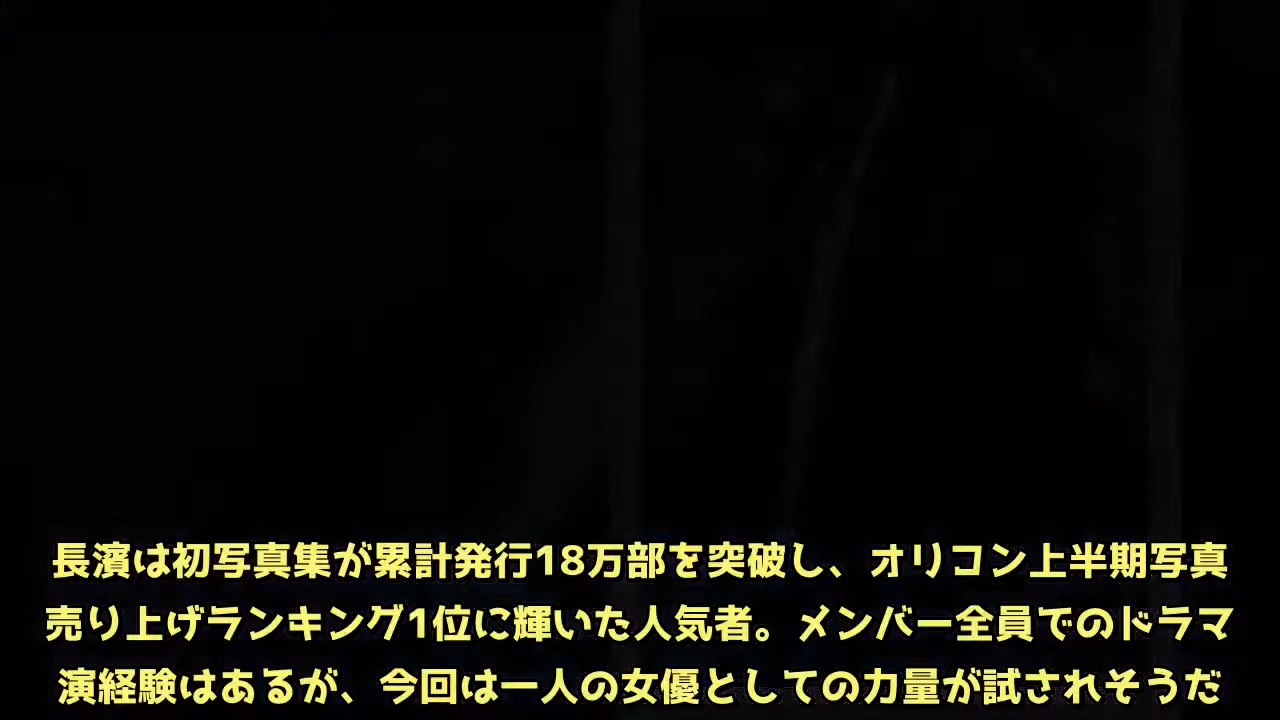 長濱は初写真集が累計発行18万部を突破し、オリコン上半期写真
売り上げランキング1位に輝いた人気者。メンバー全員でのドラマ
演経験はあるが、今回は一人の女優としての力量が試されそうだ